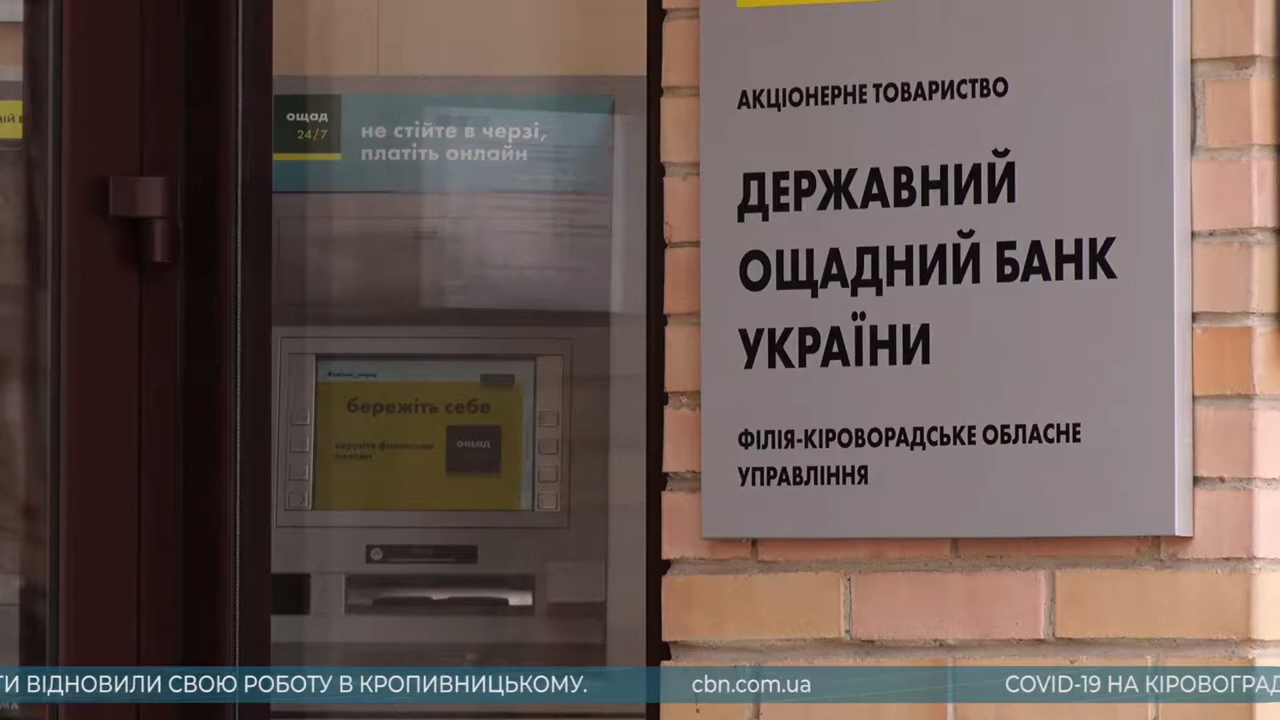 ощад
24/7
не стійте в черзі,
платіть онлайн
бережіть себе
ощад
АКЦІОНЕРНЕ ТОВАРИСТВО
ДЕРЖАВНИЙ
ОЩАДНИЙ БАНК
УКРАЇНИ
ФІЛІЯ-КІРОВОРАДСЬКЕ ОБЛАСНЕ
УПРАВЛІННЯ
ТИ ВІДНОВИЛИ СВОЮ РОБОТУ В КРОПИВНИЦЬКОМУ.
cbn.com.ua
COVID-19 НА КІРОВОГРАД